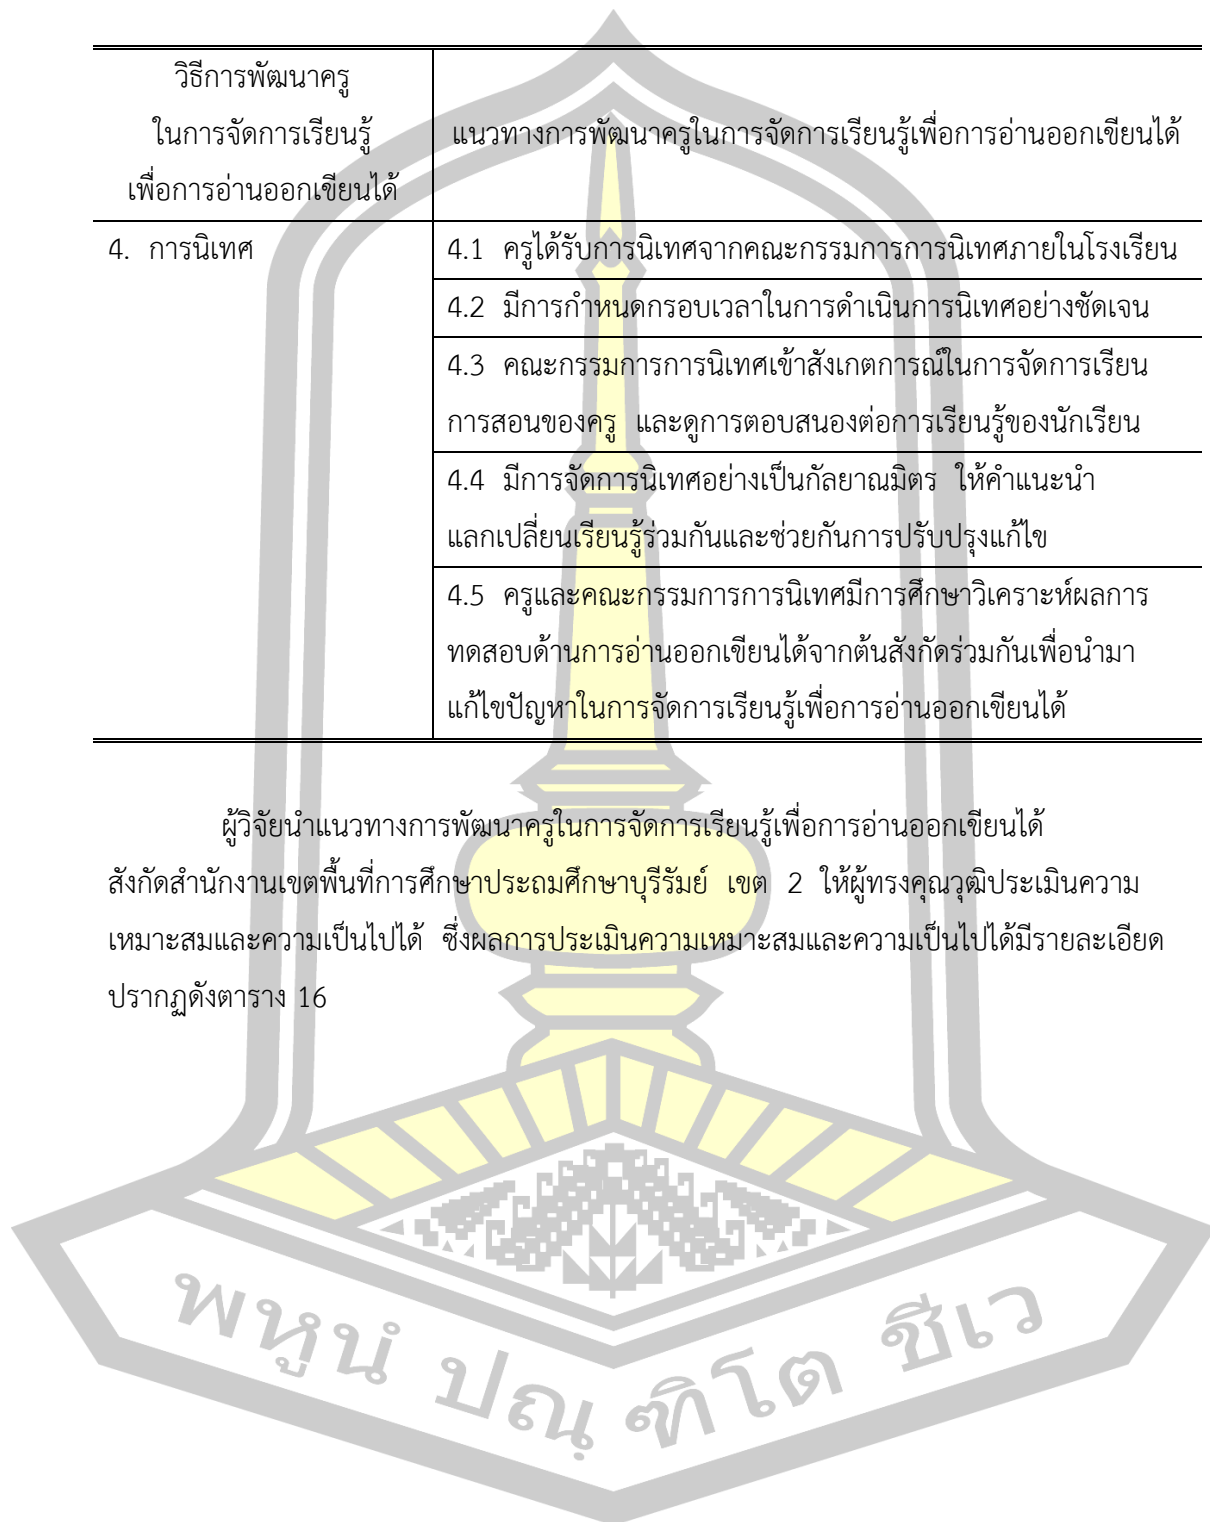 วิธีการพัฒนาครู
ในการจัดการเรียนรู้
เพื่อการอ่านออกเขียนได้
แนวทางการพัฒนาครูในการจัดการเรียนรู้เพื่อการอ่านออกเขียนได้
4. การนิเทศ
4.1 ครูได้รับการนิเทศจากคณะกรรมการการนิเทศภายในโรงเรียน
4.2 มีการกำหนดกรอบเวลาในการดำเนินการนิเทศอย่างชัดเจน
4.3 คณะกรรมการการนิเทศเข้าสังเกตการณ์ในการจัดการเรียน
การสอนของครู และดูการตอบสนองต่อการเรียนรู้ของนักเรียน
4.4 มีการจัดการนิเทศอย่างเป็นกัลยาณมิตร ให้คำแนะนำ
แลกเปลี่ยนเรียนรู้ร่วมกันและช่วยกันการปรับปรุงแก้ไข
4.5 ครูและคณะกรรมการการนิเทศมีการศึกษาวิเคราะห์ผลการ
ทดสอบด้านการอ่านออกเขียนได้จากต้นสังกัดร่วมกันเพื่อนำมา
แก้ไขปัญหาในการจัดการเรียนรู้เพื่อการอ่านออกเขียนได้
ผู้วิจัยนำแนวทางการพัฒนาครูในการจัดการเรียนรู้เพื่อการอ่านออกเขียนได้
สังกัดสำนักงานเขตพื้นที่การศึกษาประถมศึกษาบุรีรัมย์ เขต 2 ให้ผู้ทรงคุณวุฒิประเมินความ
เหมาะสมและความเป็นไปได้ ซึ่งผลการประเมินความเหมาะสมและความเป็นไปได้มีรายละเอียด
ปรากฏดังตาราง 16
พหูนํ ปณฺฑิโต ชีเว